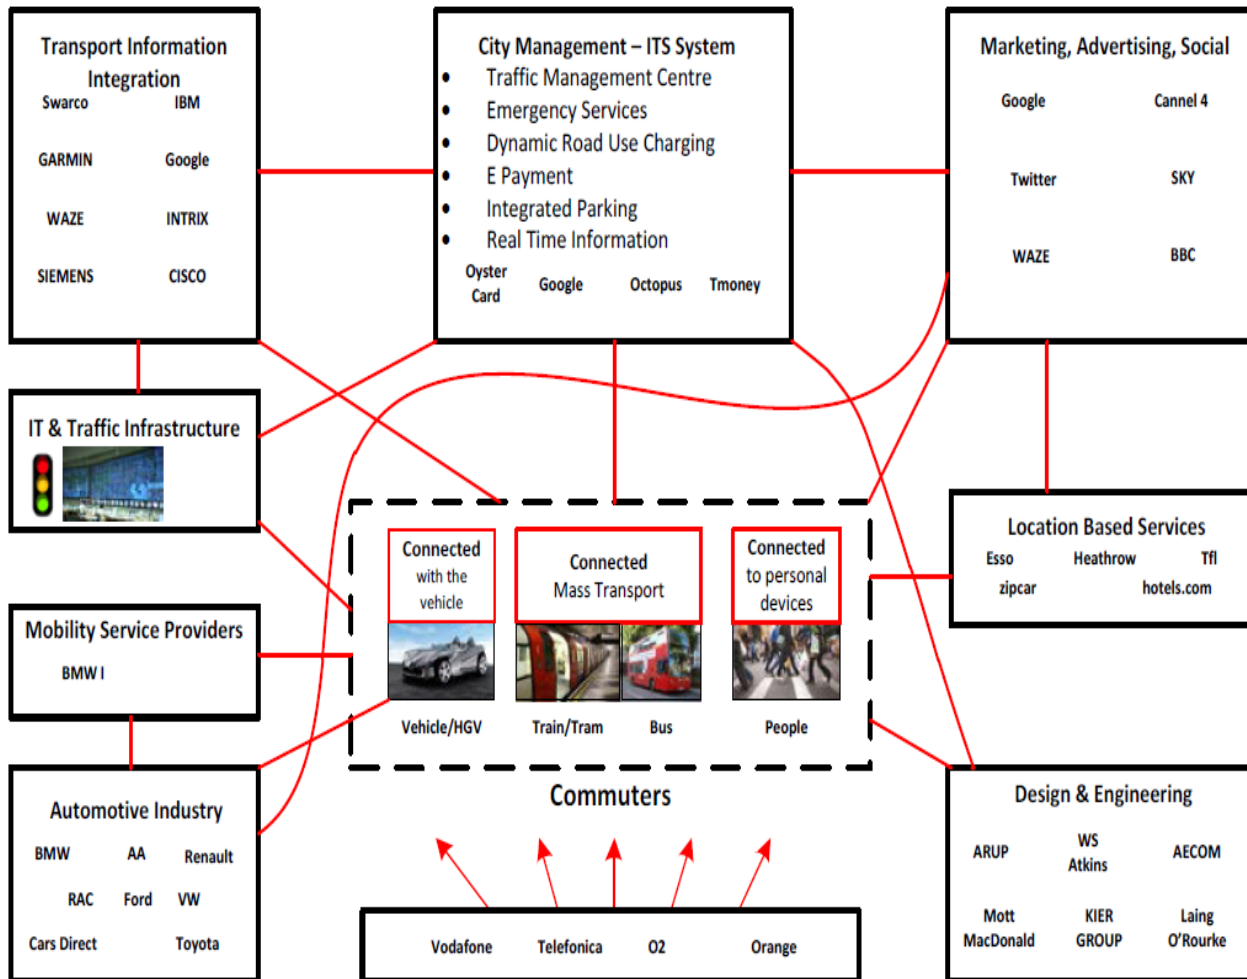 Transport Information
Integration
Swarco IBM
GARMIN Google
WAZE INTRIX
SIEMENS CISCO
City Management – ITS System
• Traffic Management Centre
• Emergency Services
• Dynamic Road Use Charging
• E Payment
• Integrated Parking
• Real Time Information
Oyster
Card Google Octopus Tmoney
Marketing, Advertising, Social
Google Cannel 4
Twitter SKY
WAZE BBC
IT & Traffic Infrastructure
Connected
with the
vehicle
Connected
Mass Transport
Connected
to personal
devices
Vehicle/HGV Train/Tram Bus People
Commuters
Location Based Services
Esso Heathrow Tfl
zipcar hotels.com
Mobility Service Providers
BMW I
Automotive Industry
BMW AA Renault
RAC Ford VW
Cars Direct Toyota
Design & Engineering
ARUP WS
Atkins AECOM
Mott
MacDonald KIER
GROUP Laing
O'Rourke
Vodafone Telefonica O2 Orange